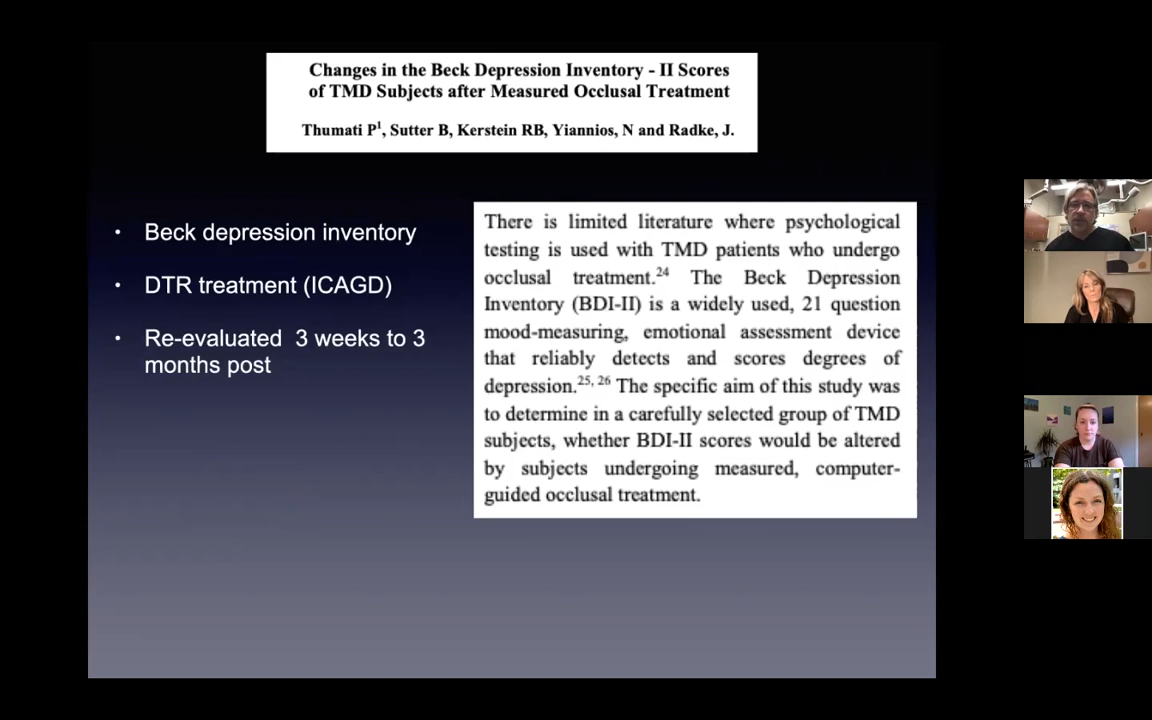 Changes in the Beck Depression Inventory - II Scores
of TMD Subjects after Measured Occlusal Treatment
Thumati P¹, Sutter B, Kerstein RB, Yiannios, N and Radke, J.
• Beck depression inventory
• DTR treatment (ICAGD)
• Re-evaluated 3 weeks to 3
months post
There is limited literature where psychological
testing is used with TMD patients who undergo
occlusal treatment.²⁴ The Beck Depression
Inventory (BDI-II) is a widely used, 21 question
mood-measuring, emotional assessment device
that reliably detects and scores degrees of
depression.²⁵, ²⁶ The specific aim of this study was
to determine in a carefully selected group of TMD
subjects, whether BDI-II scores would be altered
by subjects undergoing measured, computer-
guided occlusal treatment.